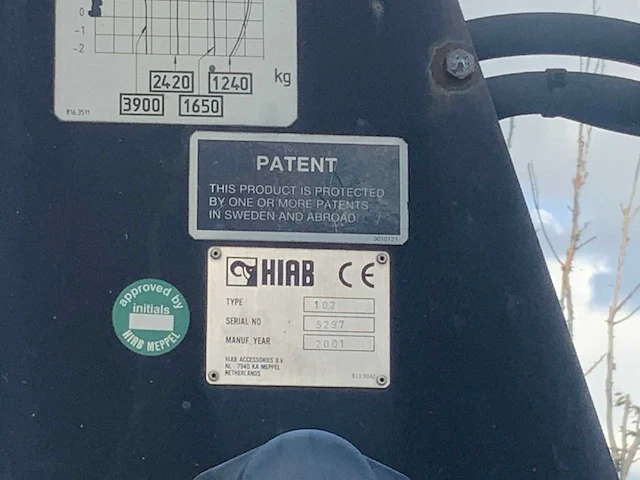 0
-1
-2
2420 1240 kg
3900 1650
PATENT
THIS PRODUCT IS PROTECTED
BY ONE OR MORE PATENTS
IN SWEDEN AND ABROAD
HIAB CE
TYPE 102
SERIAL NO 5297
MANUF. YEAR 2001
HIAB ACCESSORIES B.V.
NL 7940 KA MEPPEL
NETHERLANDS
approved by
initials
HIAB MEPPEL